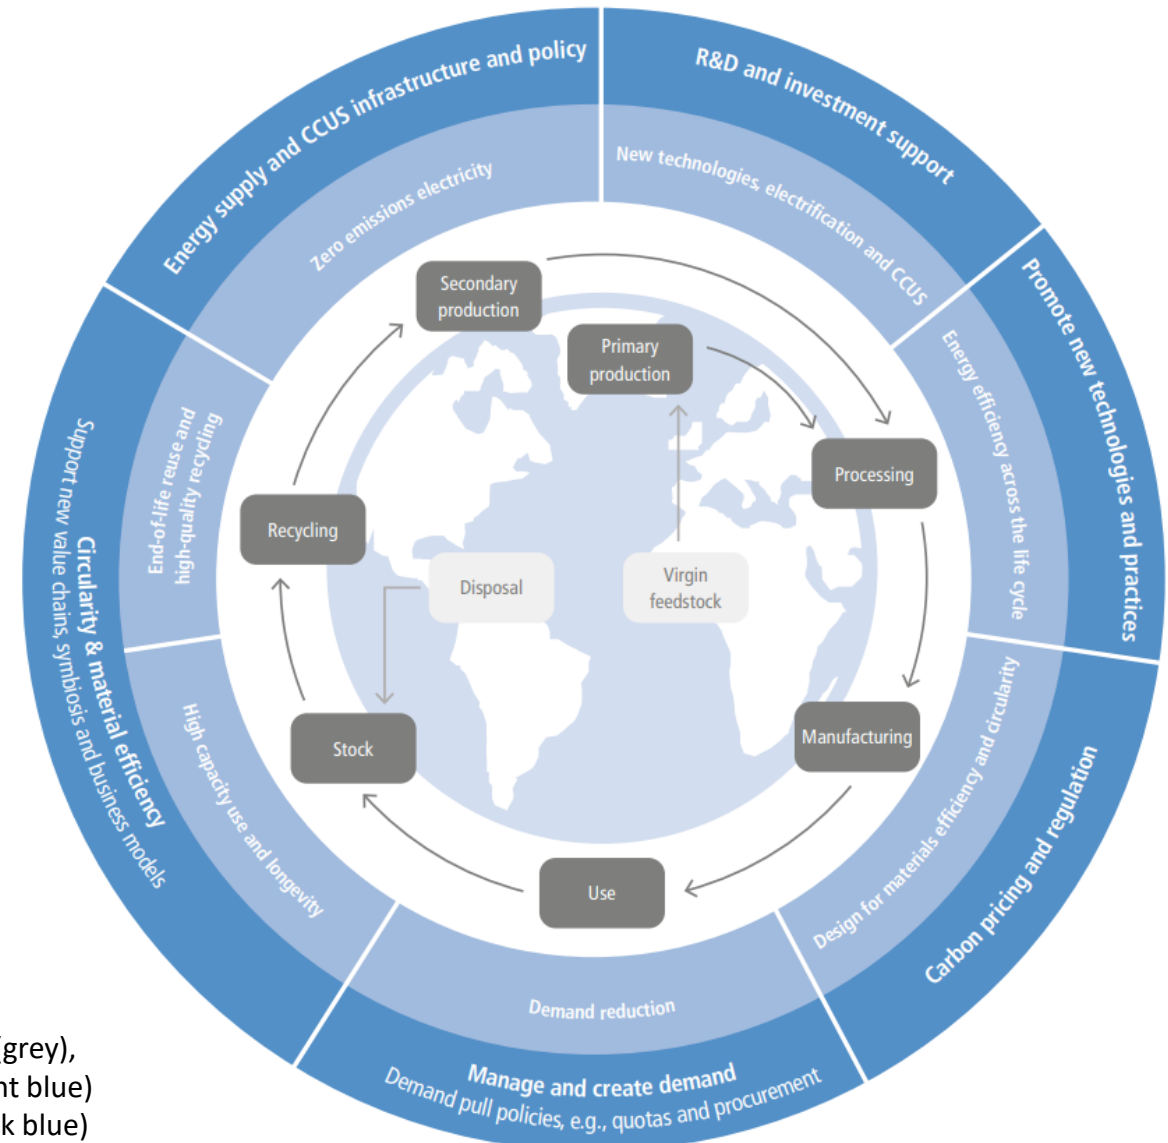 Energy supply and CCUS infrastructure and policy
R&D and investment support
Promote new technologies and practices
Carbon pricing and regulation
Manage and create demand
Demand pull policies, e.g., quotas and procurement
Circularity & material efficiency
Support new value chains, symbiosis and business models
Zero emissions electricity
New technologies, electrification and CCUS
Energy efficiency across the life cycle
Design for materials efficiency and circularity
Demand reduction
High capacity use and longevity
End-of-life reuse and
high-quality recycling
Secondary
production
Primary
production
Processing
Recycling
Disposal
Virgin
feedstock
Stock
Manufacturing
Use
(grey),
nt blue)
k blue)